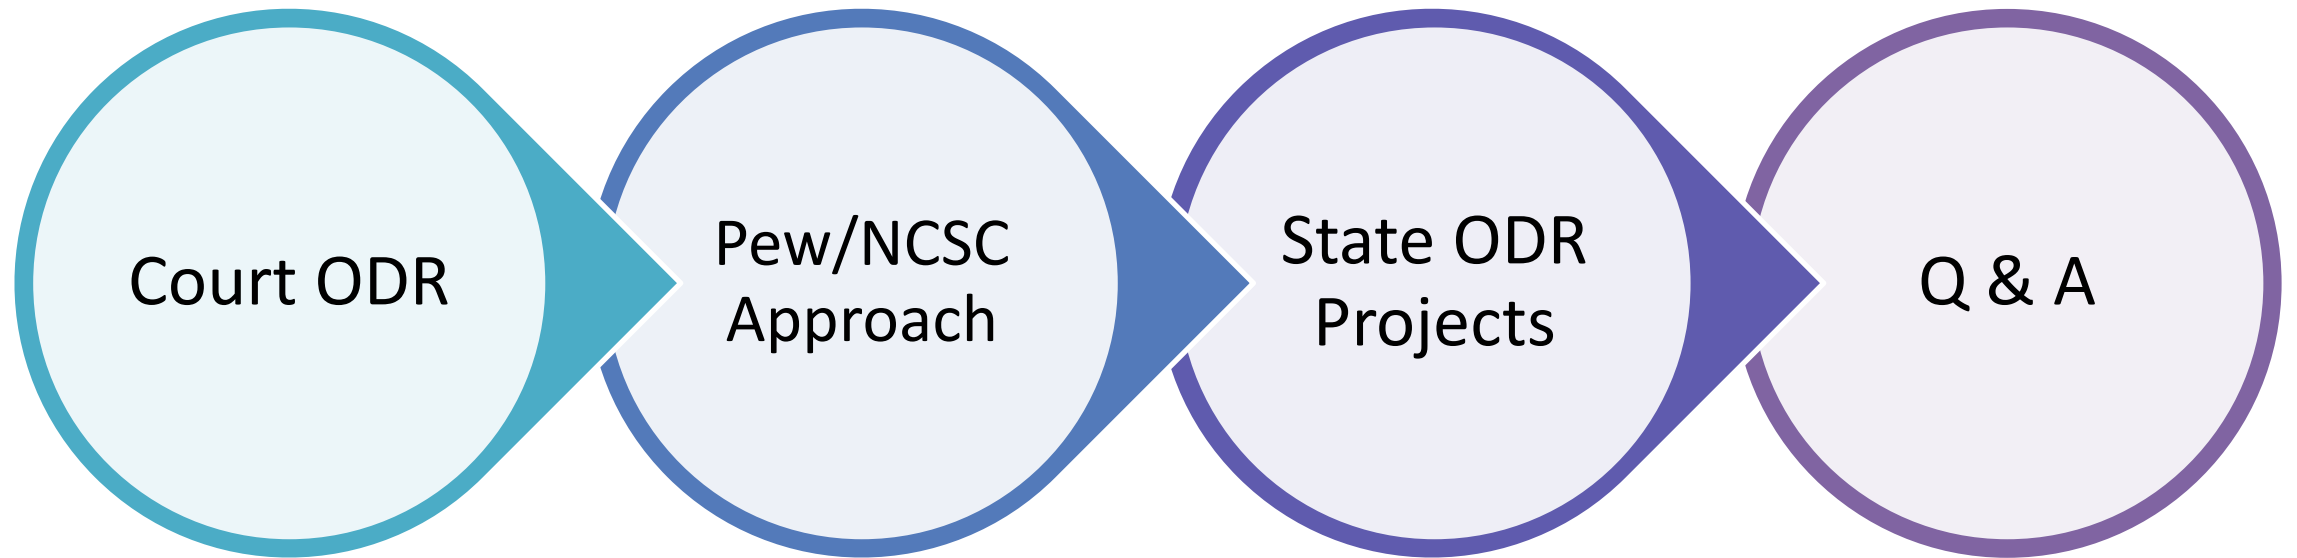 Court ODR
Pew/NCSC
Approach
State ODR
Projects
Q & A